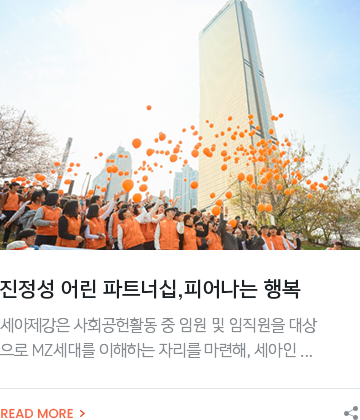 진정성 어린 파트너십,피어나는 행복
세아제강은 사회공헌활동 중 임원 및 임직원을 대상
으로 MZ세대를 이해하는 자리를 마련해, 세아인 ...
READ MORE >